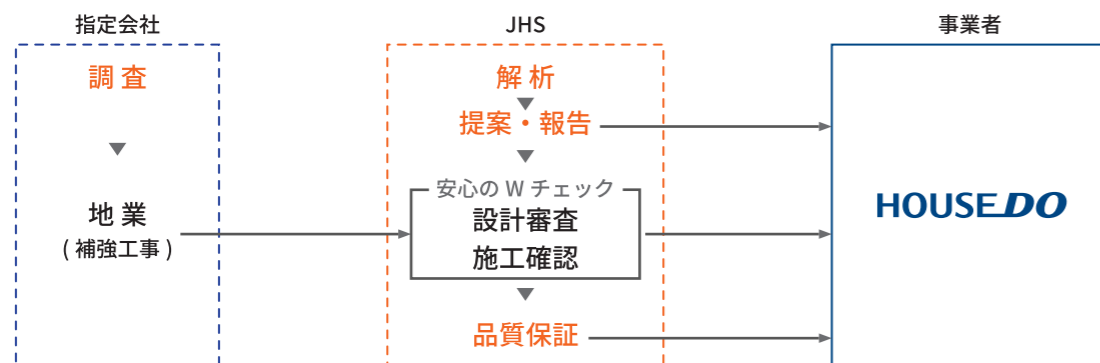 指定会社
調査
地業
(補強工事)
JHS
解析
提案・報告
安心のWチェック
設計審査
施工確認
品質保証
事業者
HOUSEDO